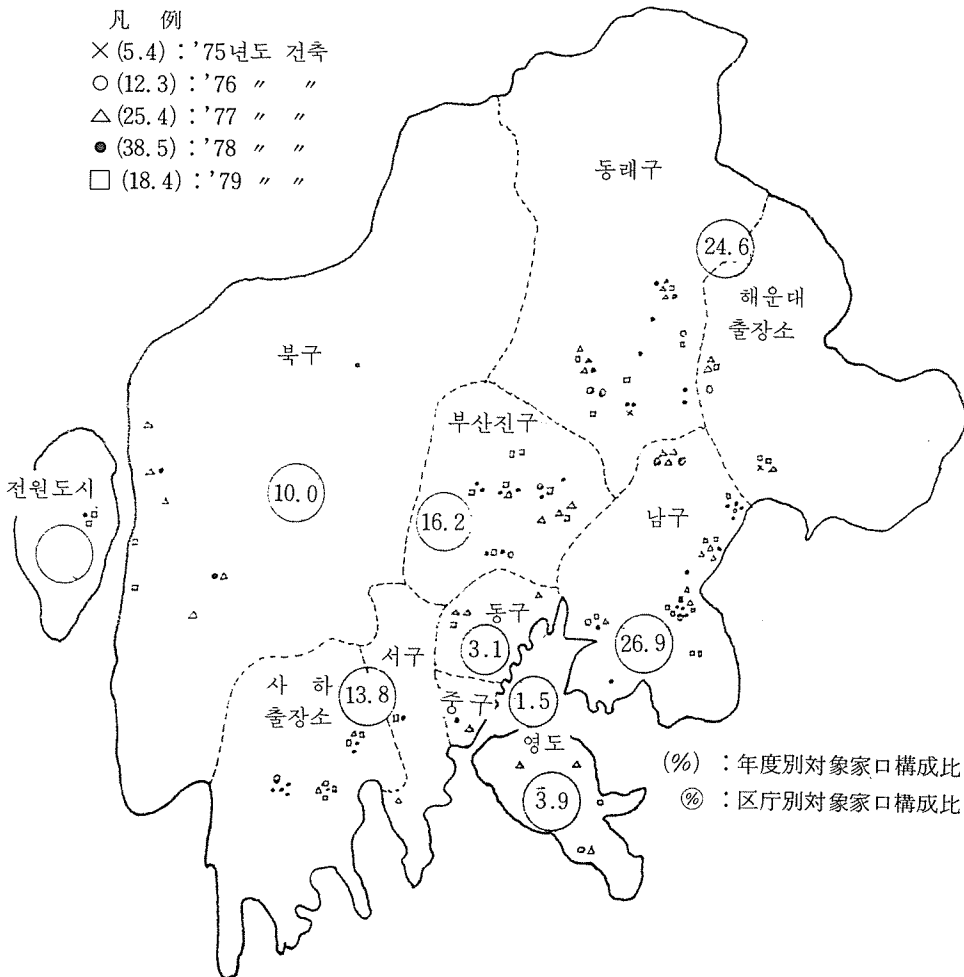 凡 例
× (5.4) : '75년도 건축
○ (12.3) : '76 〃 〃
△ (25.4) : '77 〃 〃
● (38.5) : '78 〃 〃
□ (18.4) : '79 〃 〃
동래구
24.6
해운대
출장소
북구
부산진구
전원도시
10.0
16.2
남구
동구
서구
3.1
26.9
사 하
출장소
13.8
중구
1.5
영도
3.9
(%) : 年度別対象家口構成比
% : 区庁別対象家口構成比